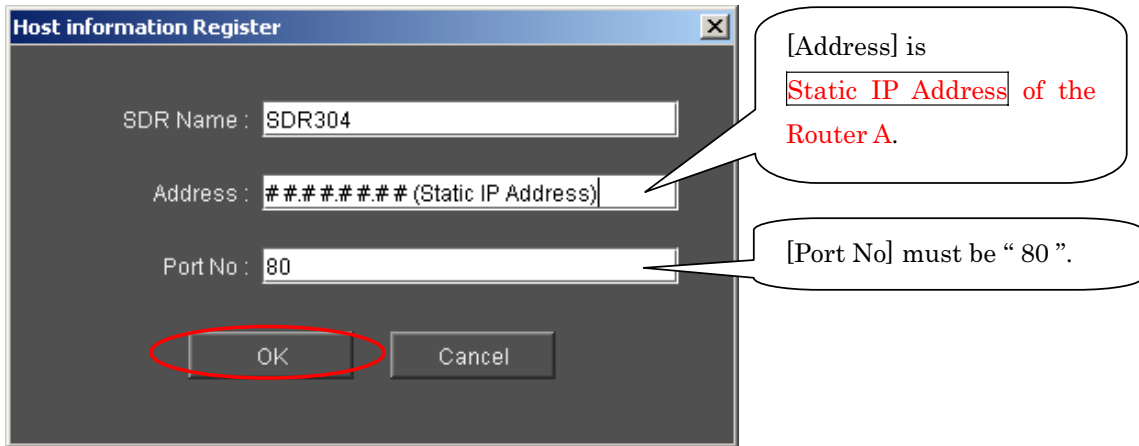 Host information Register
SDR Name : SDR304
Address : ##.##.##.## (Static IP Address)
Port No : 80
OK Cancel
[Address] is
Static IP Address of the
Router A.
[Port No] must be “ 80 ”.